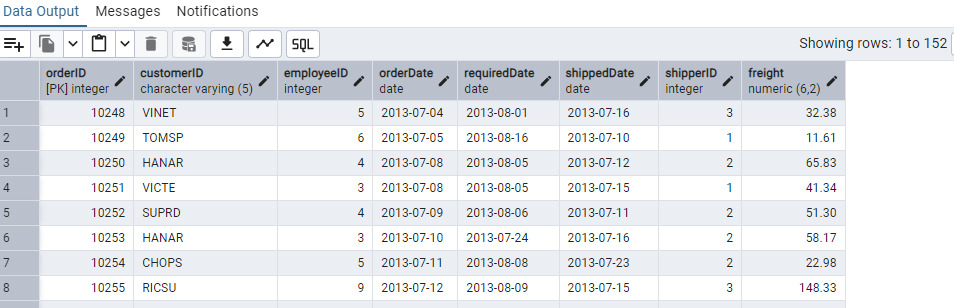 Data Output Messages Notifications
SQL Showing rows: 1 to 152
orderID customerID employeeID orderDate requiredDate shippedDate shipperID freight
[PK] integer character varying (5) integer date date date integer numeric (6,2)
1 10248 VINET 5 2013-07-04 2013-08-01 2013-07-16 3 32.38
2 10249 TOMSP 6 2013-07-05 2013-08-16 2013-07-10 1 11.61
3 10250 HANAR 4 2013-07-08 2013-08-05 2013-07-12 2 65.83
4 10251 VICTE 3 2013-07-08 2013-08-05 2013-07-15 1 41.34
5 10252 SUPRD 4 2013-07-09 2013-08-06 2013-07-11 2 51.30
6 10253 HANAR 3 2013-07-10 2013-07-24 2013-07-16 2 58.17
7 10254 CHOPS 5 2013-07-11 2013-08-08 2013-07-23 2 22.98
8 10255 RICSU 9 2013-07-12 2013-08-09 2013-07-15 3 148.33